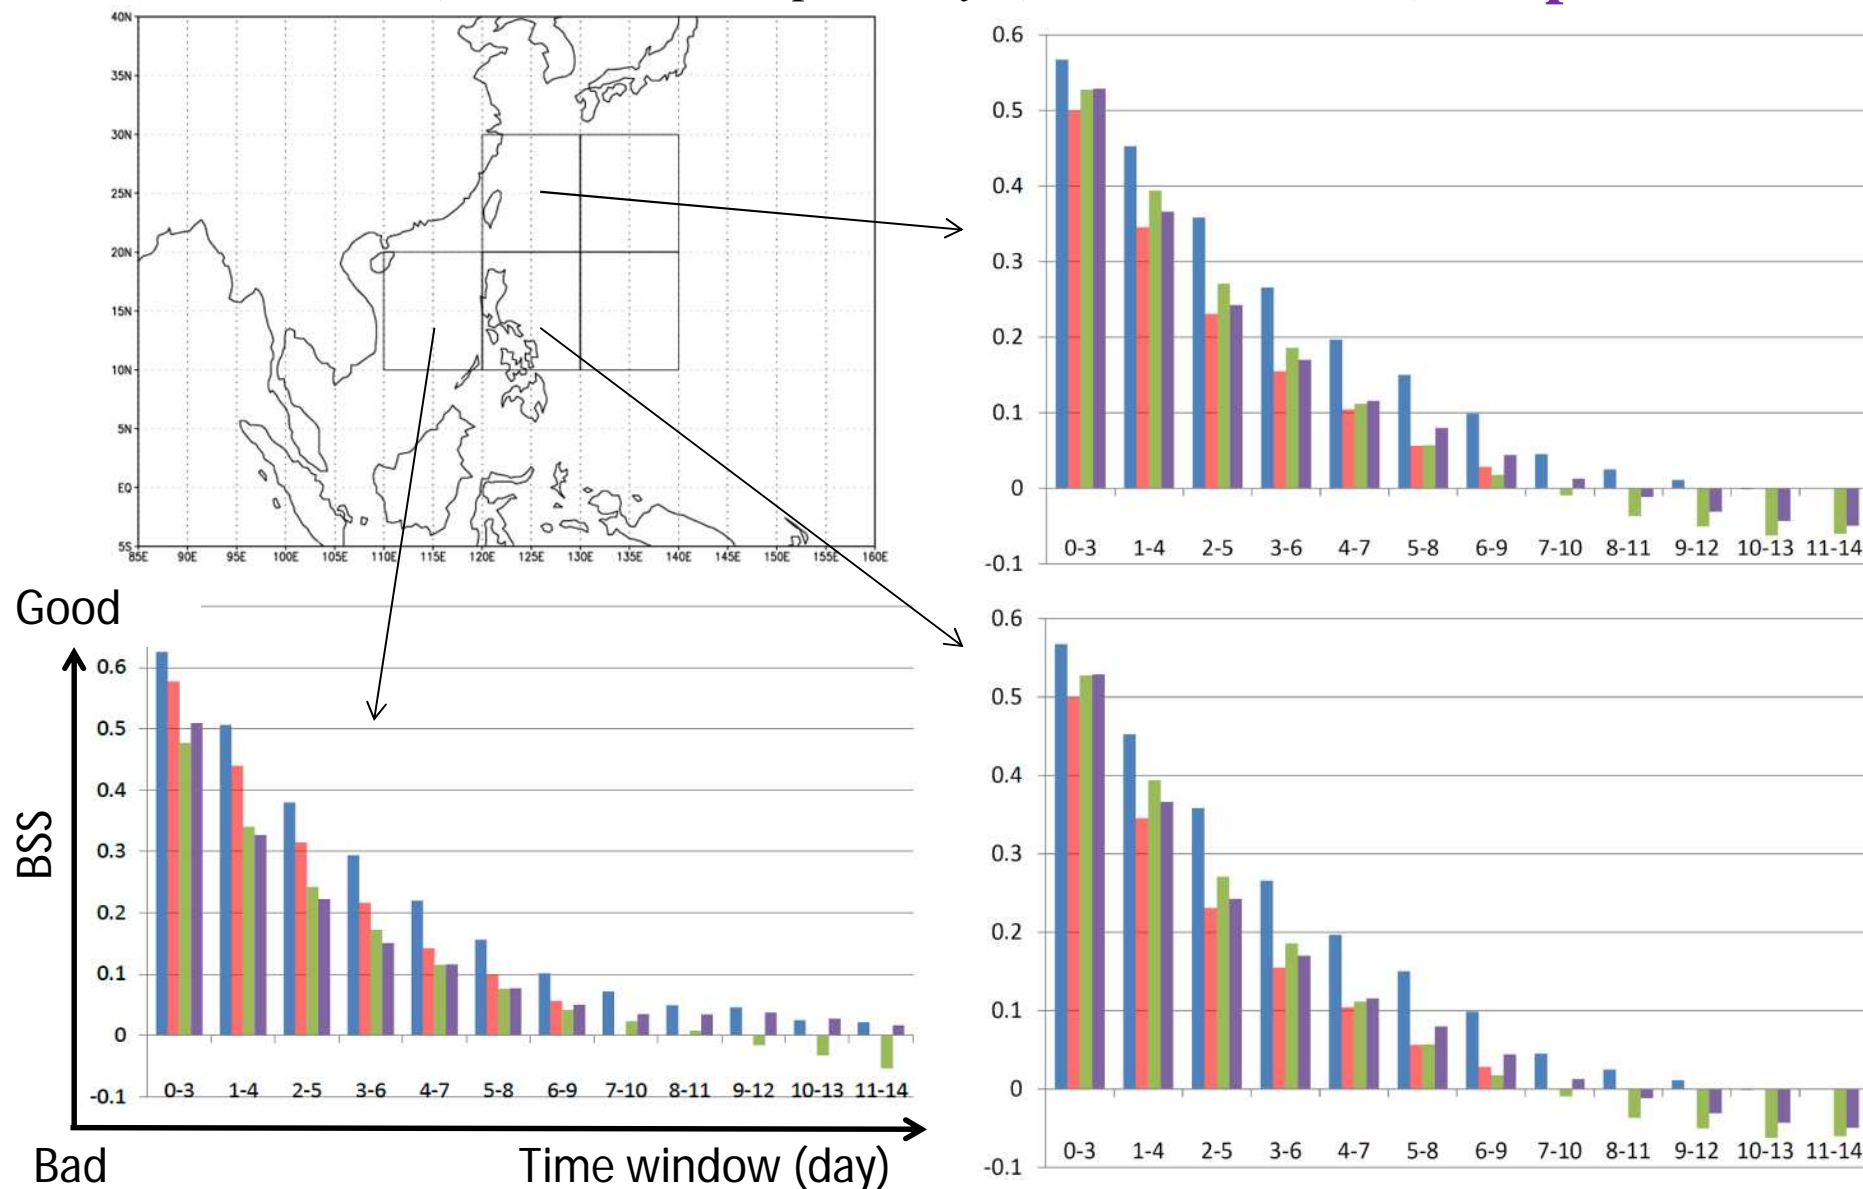 40N
35N
30N
25N
20N
15N
10N
5N
EQ
5S
85E 90E 95E 100E 105E 110E 115E 120E 125E 130E 135E 140E 145E 150E 155E 160E
0.6
0.5
0.4
0.3
0.2
0.1
0
-0.1
0-3 1-4 2-5 3-6 4-7 5-8 6-9 7-10 8-11 9-12 10-13 11-14
Good
BSS
0.6
0.5
0.4
0.3
0.2
0.1
0
-0.1
0-3 1-4 2-5 3-6 4-7 5-8 6-9 7-10 8-11 9-12 10-13 11-14
Bad
Time window (day)
0.6
0.5
0.4
0.3
0.2
0.1
0
-0.1
0-3 1-4 2-5 3-6 4-7 5-8 6-9 7-10 8-11 9-12 10-13 11-14